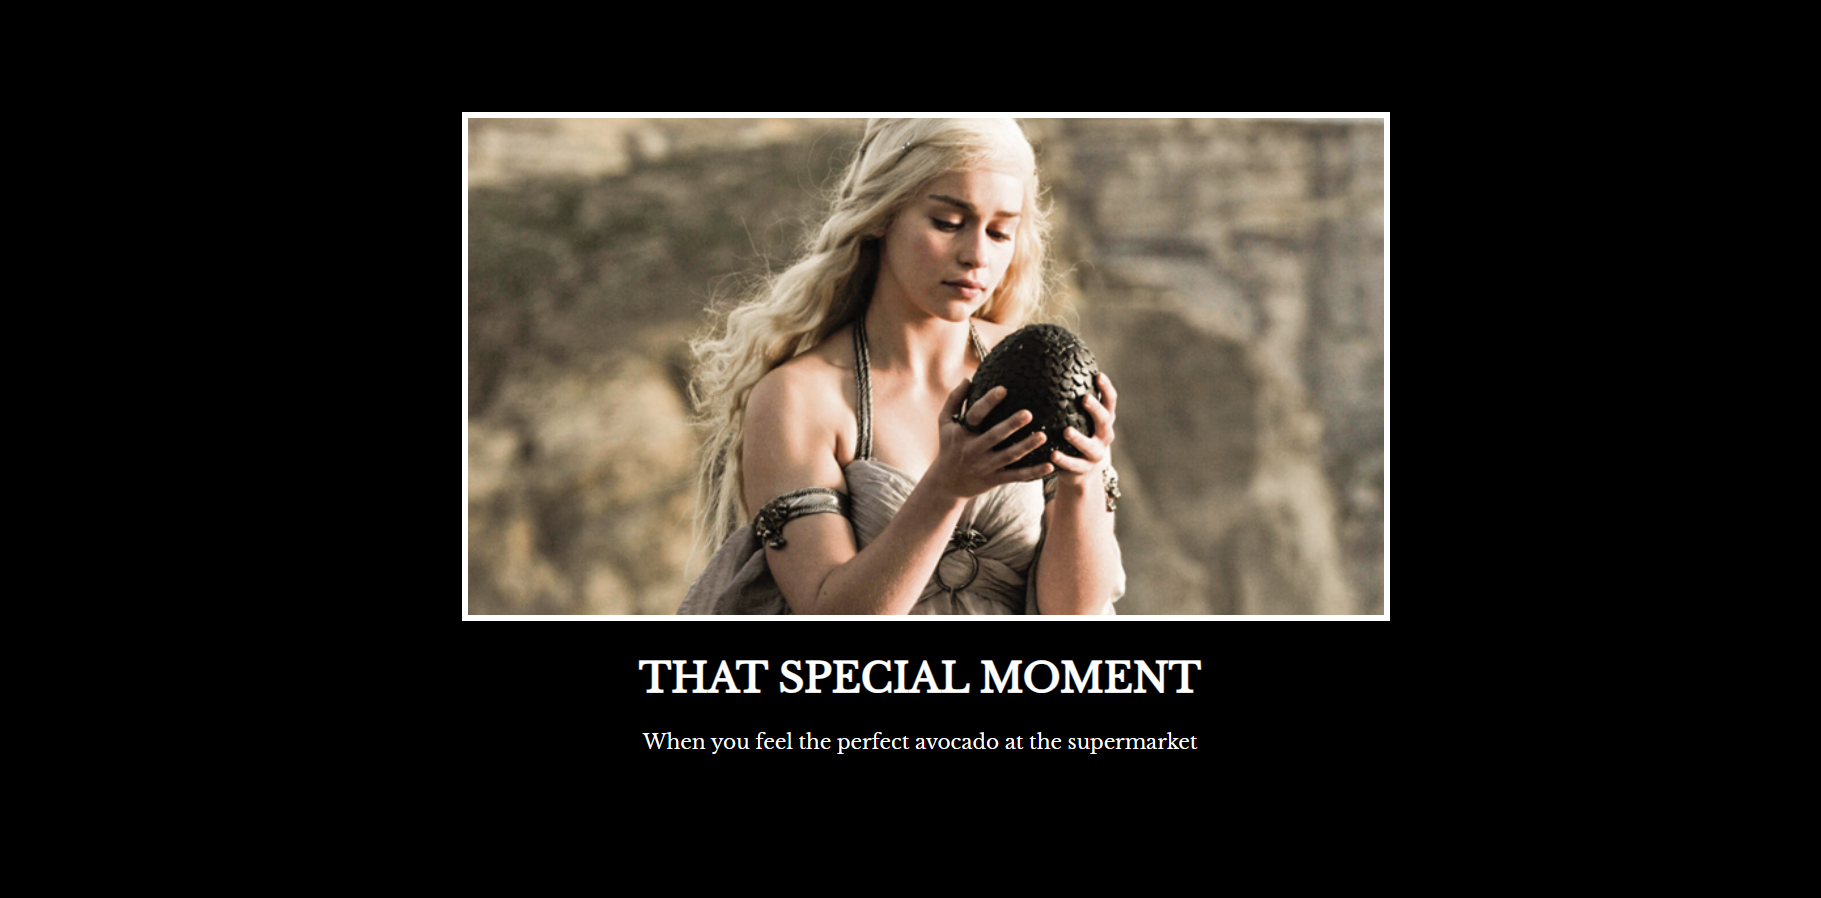 THAT SPECIAL MOMENT
When you feel the perfect avocado at the supermarket